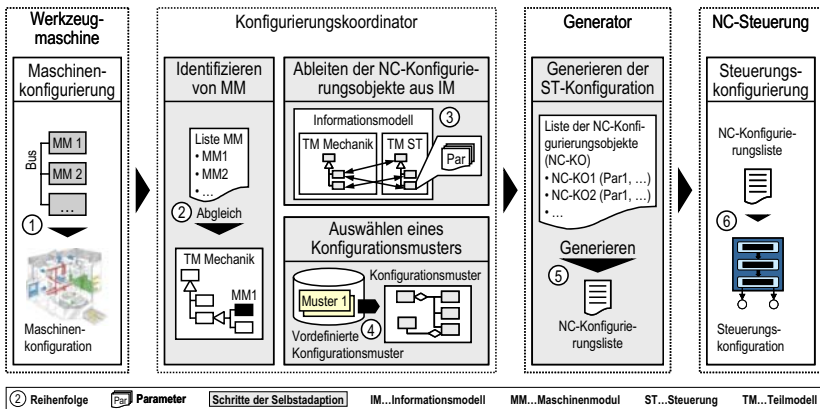 Werkzeug-
maschine
Konfigurierungskoordinator
Generator
NC-Steuerung
Maschinen-
konfigurierung
Bus
MM 1
MM 2
…
1
Maschinen-
konfiguration
Identifizieren
von MM
Liste MM
• MM1
• MM2
• …
2 Abgleich
TM Mechanik
MM1
Ableiten der NC-Konfigurie-
rungsobjekte aus IM
Informationsmodell
3
TM Mechanik
TM ST
Par
Auswählen eines
Konfigurationsmusters
Konfigurationsmuster
Muster 1
4
Vordefinierte
Konfigurationsmuster
Generieren der
ST-Konfiguration
Liste der NC-Konfi-
gurierungsobjekte
(NC-KO)
• NC-KO1 (Par1, …)
• NC-KO2 (Par1, …)
• …
Generieren
5
NC-Konfigurie-
rungsliste
Steuerungs-
konfigurierung
NC-Konfigurie-
rungsliste
6
Steuerungs-
konfiguration
2 Reihenfolge
Par Parameter
Schritte der Selbstadaption
IM…Informationsmodell
MM…Maschinenmodul
ST…Steuerung
TM…Teilmodell